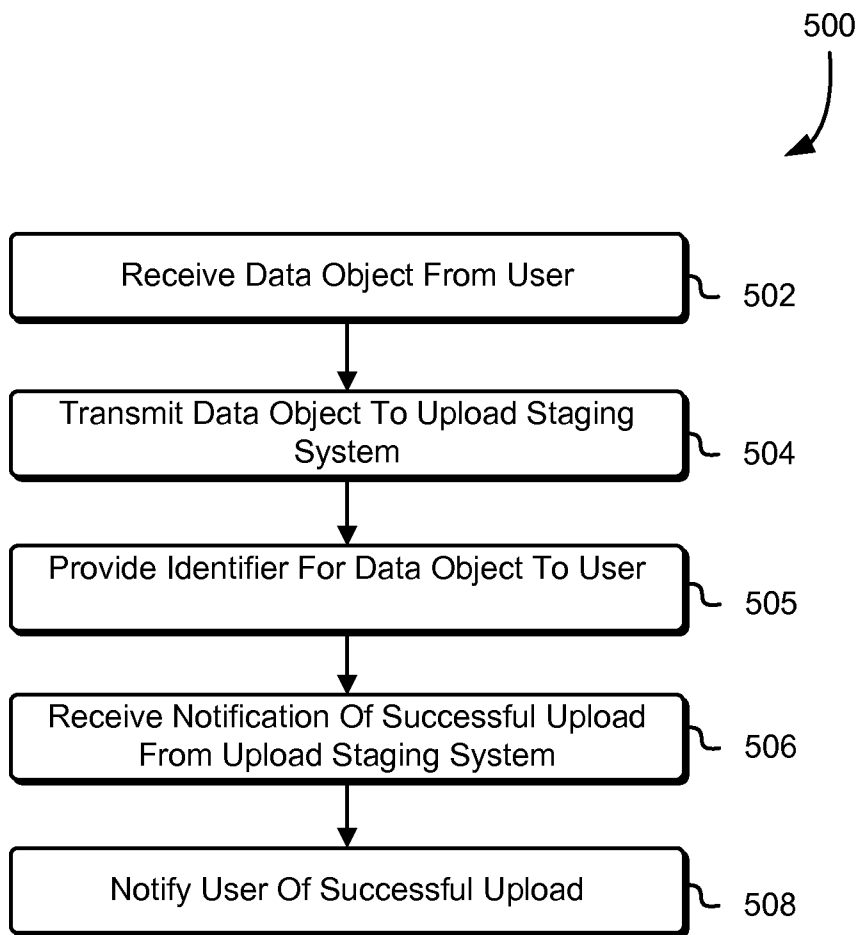 500
Receive Data Object From User
502
Transmit Data Object To Upload Staging
System
504
Provide Identifier For Data Object To User
505
Receive Notification Of Successful Upload
From Upload Staging System
506
Notify User Of Successful Upload
508